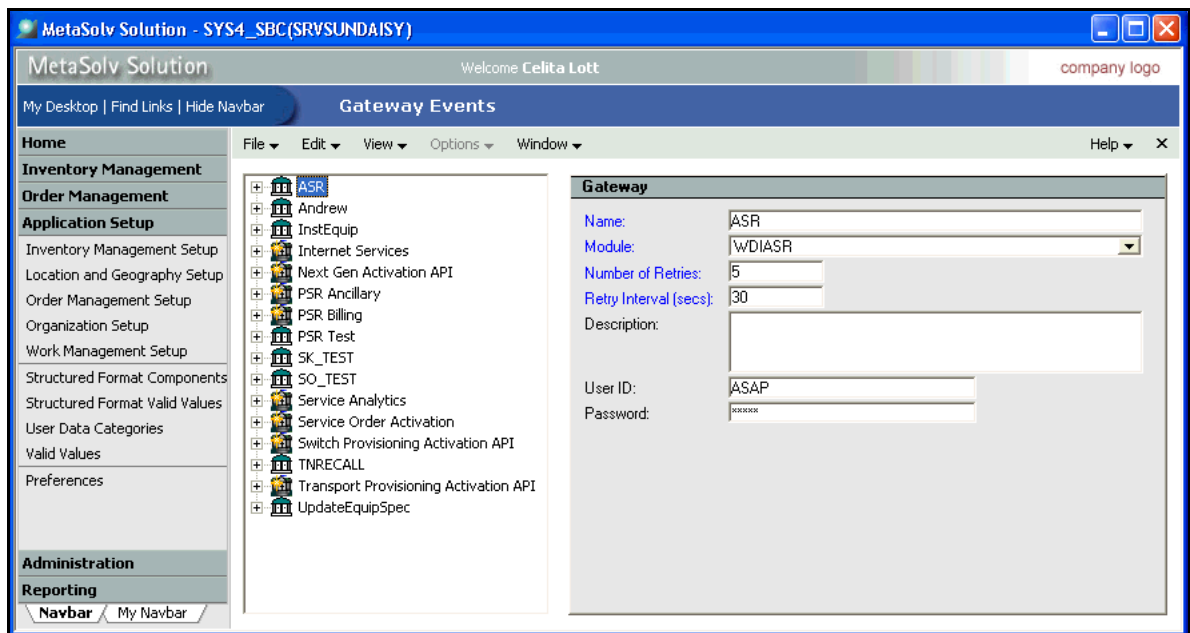 MetaSolv Solution - SYS4_SBC(SRVSUNDAISY)
MetaSolv Solution
Welcome Celita Lott
company logo
My Desktop | Find Links | Hide Navbar
Gateway Events
Home
Inventory Management
Order Management
Application Setup
Inventory Management Setup
Location and Geography Setup
Order Management Setup
Organization Setup
Work Management Setup
Structured Format Components
Structured Format Valid Values
User Data Categories
Valid Values
Preferences
Administration
Reporting
Navbar / My Navbar
File Edit View Options Window Help
ASR
Andrew
InstEquip
Internet Services
Next Gen Activation API
PSR Ancillary
PSR Billing
PSR Test
SK_TEST
SO_TEST
Service Analytics
Service Order Activation
Switch Provisioning Activation API
TNRECALL
Transport Provisioning Activation API
UpdateEquipSpec
Gateway
Name: ASR
Module: WDIASR
Number of Retries: 5
Retry Interval (secs): 30
Description:
User ID: ASAP
Password: xxxxx